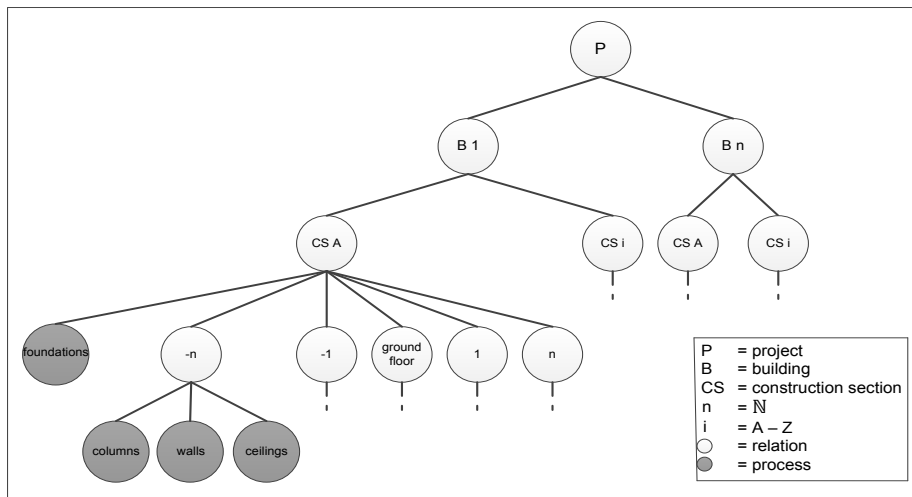 P
B 1
B n
CS A
CS i
CS A
CS i
foundations
-n
-1
ground
floor
1
n
columns
walls
ceilings
P = project
B = building
CS = construction section
n = ℕ
i = A – Z
= relation
= process